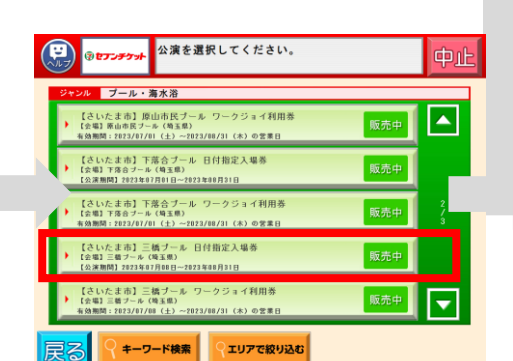 ヘルプ
セブンチケット
公演を選択してください。
中止
ジャンル プール・海水浴
【さいたま市】原山市民プール ワークジョイ利用券
【会場】原山市民プール（埼玉県）
有効期間：2023/07/01（土）～2023/08/31（木）の営業日
販売中
【さいたま市】下落合プール 日付指定入場券
【会場】下落合プール（埼玉県）
【公演期間】2023年07月01日～2023年08月31日
販売中
【さいたま市】下落合プール ワークジョイ利用券
【会場】下落合プール（埼玉県）
有効期間：2023/07/01（土）～2023/08/31（木）の営業日
販売中
2/3
【さいたま市】三橋プール 日付指定入場券
【会場】三橋プール（埼玉県）
【公演期間】2023年07月08日～2023年08月31日
販売中
【さいたま市】三橋プール ワークジョイ利用券
【会場】三橋プール（埼玉県）
有効期間：2023/07/08（土）～2023/08/31（木）の営業日
販売中
戻る
キーワード検索
エリアで絞り込む